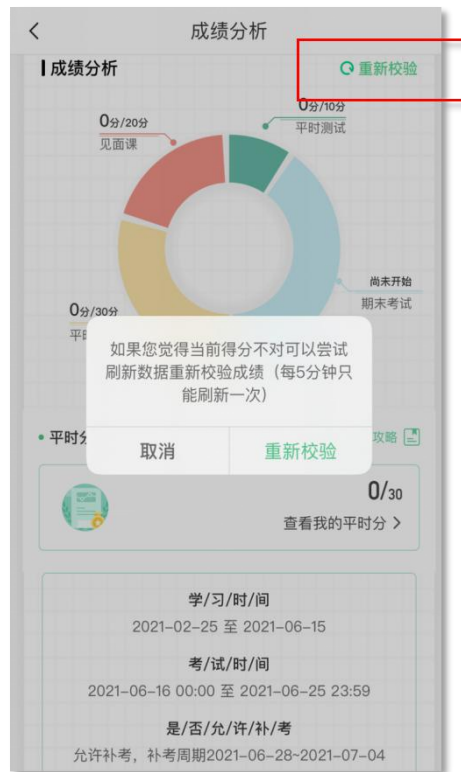 成绩分析
成绩分析
重新校验
0分/10分
平时测试
0分/20分
见面课
尚未开始
期末考试
0分/30分
平时
如果您觉得当前得分不对可以尝试
刷新数据重新校验成绩（每5分钟只
能刷新一次）
取消
重新校验
平时分
攻略
0/30
查看我的平时分
学/习/时/间
2021-02-25 至 2021-06-15
考/试/时/间
2021-06-16 00:00 至 2021-06-25 23:59
是/否/允/许/补/考
允许补考，补考周期2021-06-28~2021-07-04